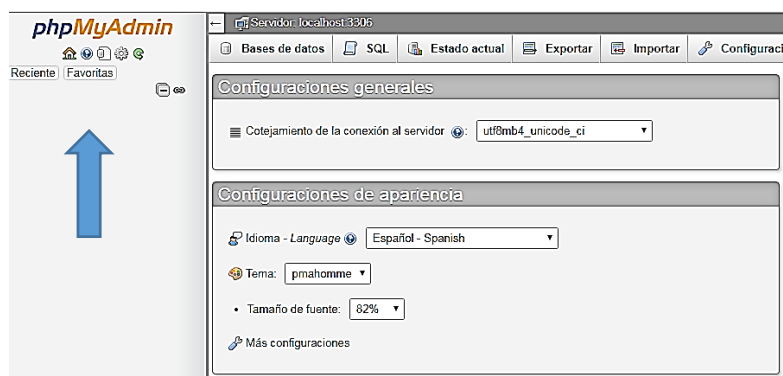 phpMyAdmin
Reciente Favoritas
Servidor: localhost:3306
Bases de datos SQL Estado actual Exportar Importar Configuraci
Configuraciones generales
Cotejamiento de la conexión al servidor : utf8mb4_unicode_ci
Configuraciones de apariencia
Idioma - Language Español - Spanish
Tema: pmahomme
Tamaño de fuente: 82%
Más configuraciones